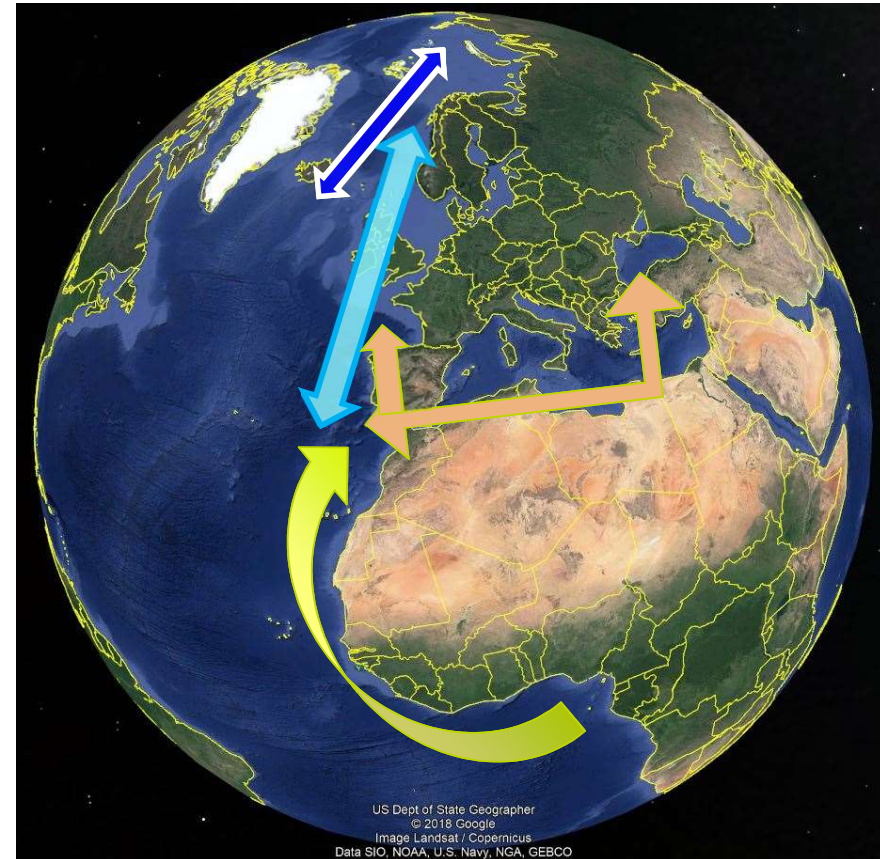 US Dept of State Geographer
© 2018 Google
Image Landsat / Copernicus
Data SIO, NOAA, U.S. Navy, NGA, GEBCO